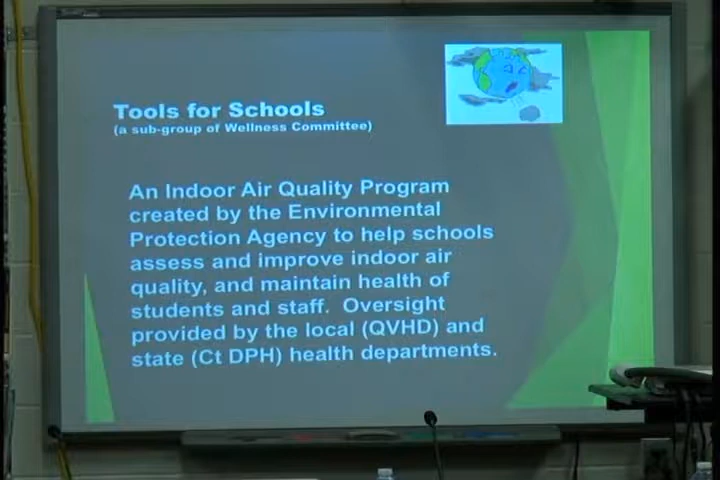 Tools for Schools
(a sub-group of Wellness Committee)
An Indoor Air Quality Program
created by the Environmental
Protection Agency to help schools
assess and improve indoor air
quality, and maintain health of
students and staff. Oversight
provided by the local (QVHD) and
state (Ct DPH) health departments.